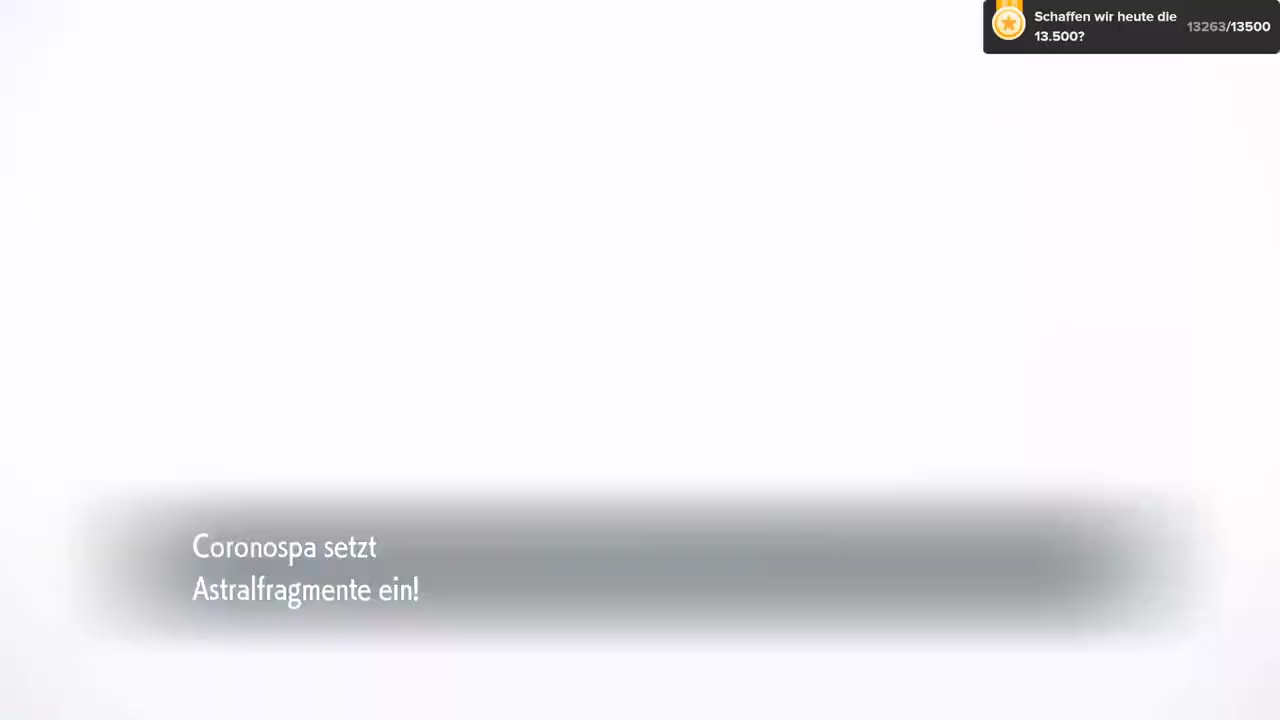 Schaffen wir heute die
13.500?
13263/13500
Coronospa setzt
Astralfragmente ein!